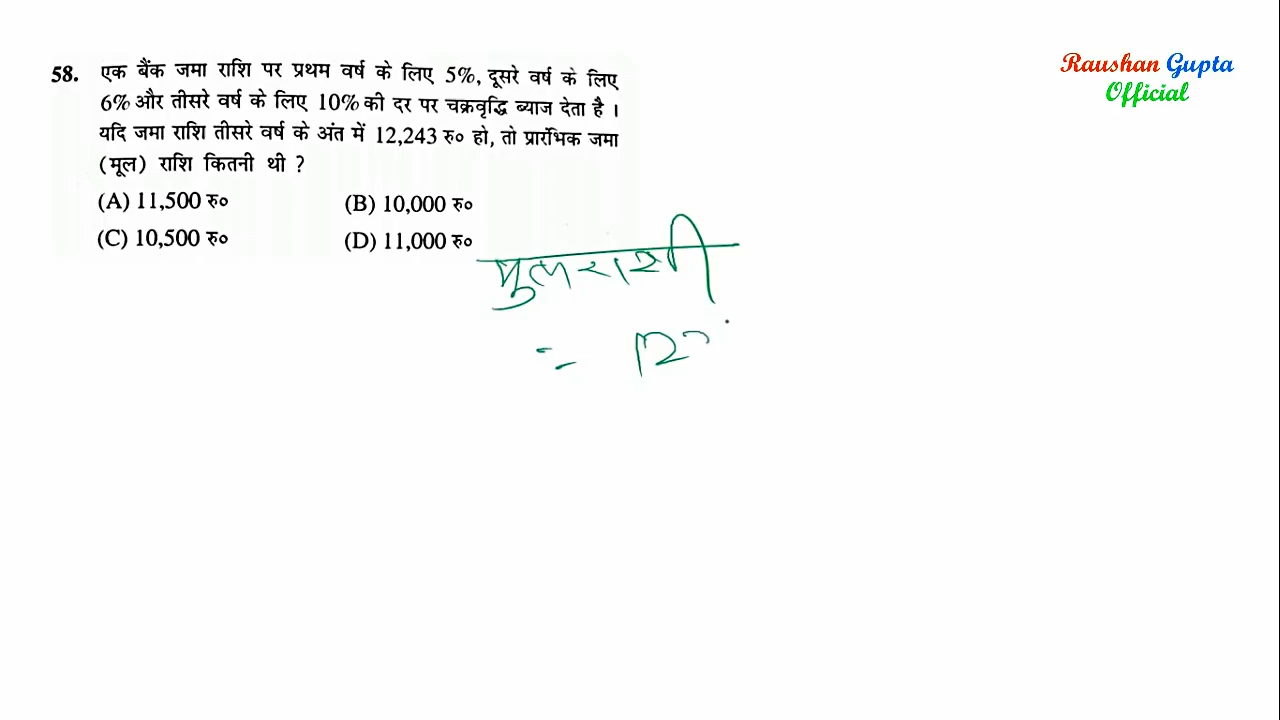 Raushan Gupta
Official
58. एक बैंक जमा राशि पर प्रथम वर्ष के लिए 5%, दूसरे वर्ष के लिए
6% और तीसरे वर्ष के लिए 10% की दर पर चक्रवृद्धि ब्याज देता है ।
यदि जमा राशि तीसरे वर्ष के अंत में 12,243 रु० हो, तो प्रारंभिक जमा
(मूल) राशि कितनी थी ?
(A) 11,500 रु० (B) 10,000 रु०
(C) 10,500 रु० (D) 11,000 रु०
मुलराशी
= 12